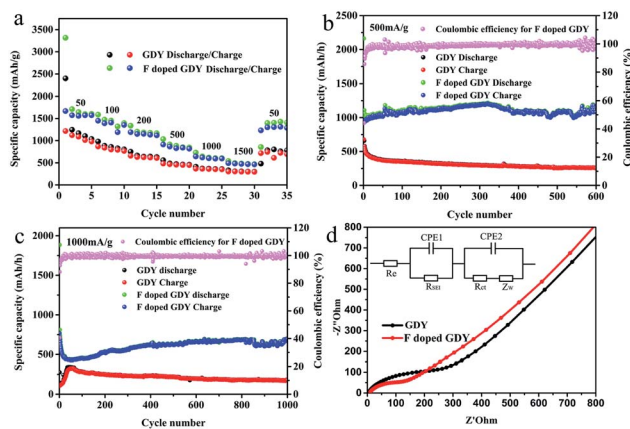 a
3500
3000
2500
2000
1500
1000
500
0
Specific capacity (mAh/g)
GDY Discharge/Charge
F doped GDY Discharge/Charge
50
100
200
500
1000
1500
50
0 5 10 15 20 25 30 35
Cycle number
b
500mA/g
Coulombic efficiency for F doped GDY
GDY Discharge
GDY Charge
F doped GDY Discharge
F doped GDY Charge
2500
2000
1500
1000
500
0
Specific capacity (mAh/g)
120
100
80
60
40
20
0
Coulombic efficiency (%)
0 100 200 300 400 500 600
Cycle number
c
1000mA/g
Coulombic efficiency for F doped GDY
GDY discharge
GDY Charge
F doped GDY discharge
F doped GDY Charge
2000
1500
1000
500
0
Specific capacity (mAh/g)
120
100
80
60
40
20
0
Coulombic efficiency (%)
0 200 400 600 800 1000
Cycle number
d
CPE1
CPE2
Re
RSEI
Rct
Zw
GDY
F doped GDY
800
700
600
500
400
300
200
100
0
-Z"Ohm
0 100 200 300 400 500 600 700 800
Z'Ohm